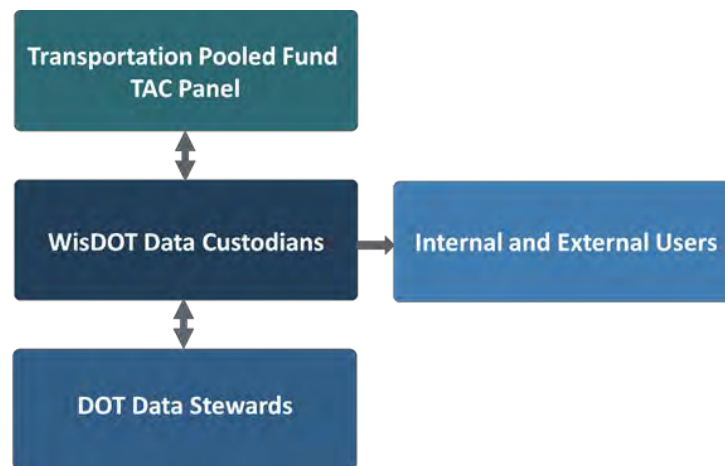 Transportation Pooled Fund
TAC Panel
WisDOT Data Custodians
Internal and External Users
DOT Data Stewards